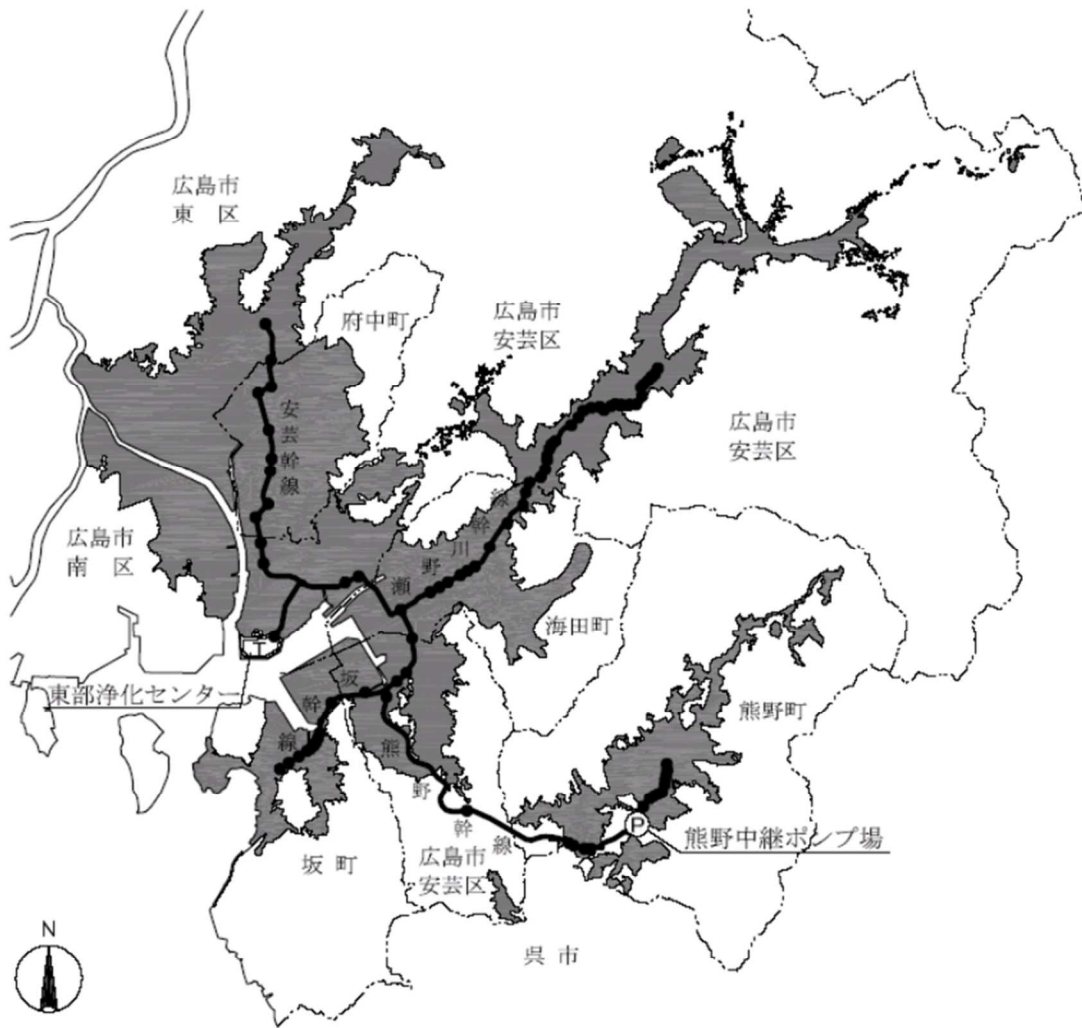 広島市
東 区
府中町
広島市
安芸区
広島市
安芸区
安芸幹線
広島市
南 区
瀬野川幹線
海田町
T
東部浄化センター
坂幹線
熊野町
熊野幹線
P
熊野中継ポンプ場
坂 町
広島市
安芸区
呉 市
N